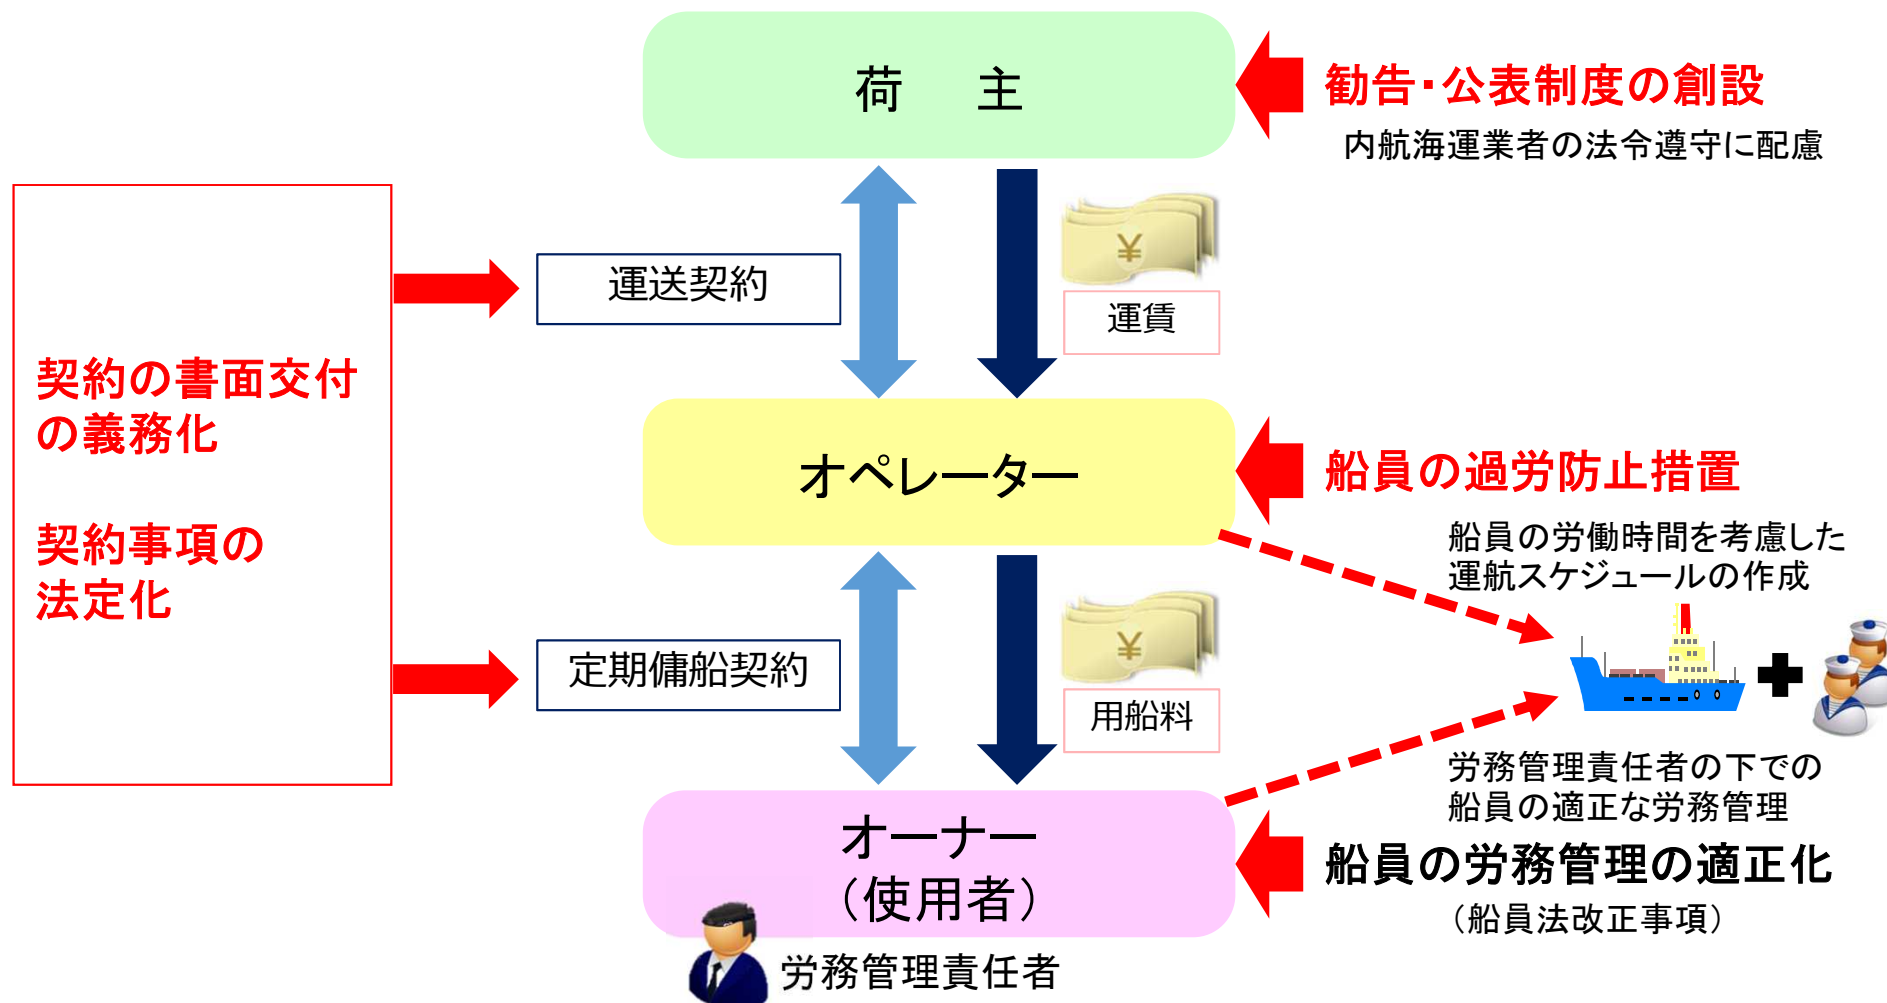 荷 主
勧告・公表制度の創設
内航海運業者の法令遵守に配慮
運送契約
¥
運賃
契約の書面交付
の義務化
契約事項の
法定化
オペレーター
船員の過労防止措置
船員の労働時間を考慮した
運航スケジュールの作成
定期傭船契約
¥
用船料
労務管理責任者の下での
船員の適正な労務管理
オーナー
（使用者）
船員の労務管理の適正化
（船員法改正事項）
労務管理責任者